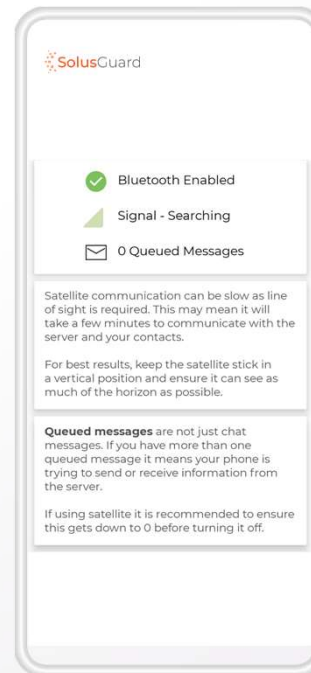 SolusGuard
Bluetooth Enabled
Signal - Searching
0 Queued Messages
Satellite communication can be slow as line
of sight is required. This may mean it will
take a few minutes to communicate with the
server and your contacts.
For best results, keep the satellite stick in
a vertical position and ensure it can see as
much of the horizon as possible.
Queued messages are not just chat
messages. If you have more than one
queued message it means your phone is
trying to send or receive information from
the server.
If using satellite it is recommended to ensure
this gets down to 0 before turning it off.